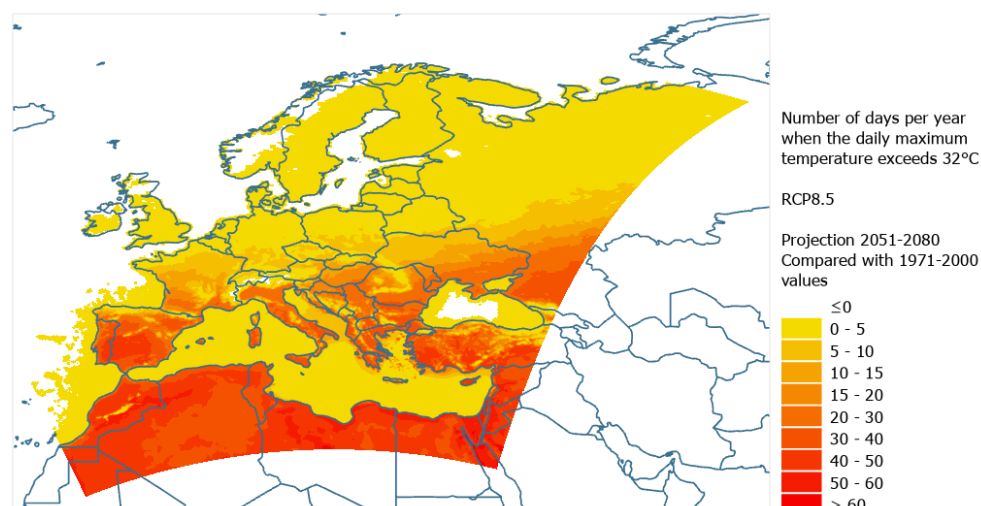 Number of days per year
when the daily maximum
temperature exceeds 32°C
RCP8.5
Projection 2051-2080
Compared with 1971-2000
values
≤0
0 - 5
5 - 10
10 - 15
15 - 20
20 - 30
30 - 40
40 - 50
50 - 60
> 60